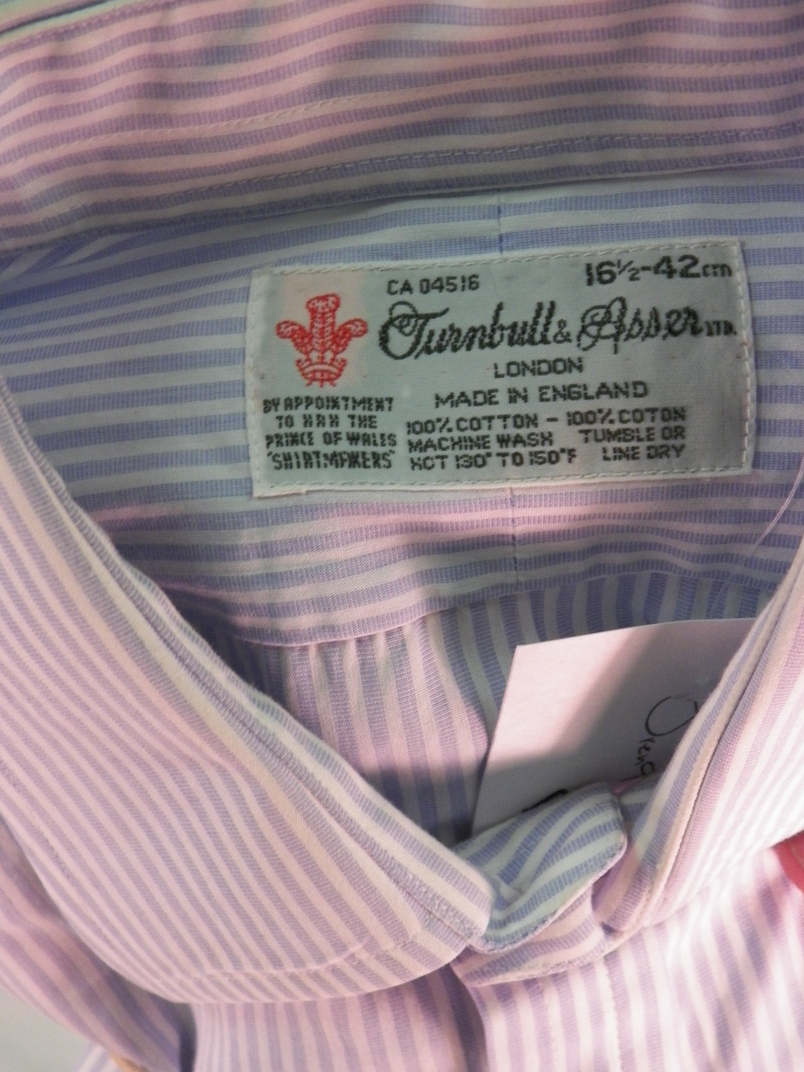 CA 04516
16½-42cm
Turnbull & Asser LTD.
LONDON
MADE IN ENGLAND
BY APPOINTMENT
TO HRH THE
PRINCE OF WALES
'SHIRTMAKERS'
100% COTTON - 100% COTON
MACHINE WASH TUMBLE OR
HOT 130° TO 150°F LINE DRY